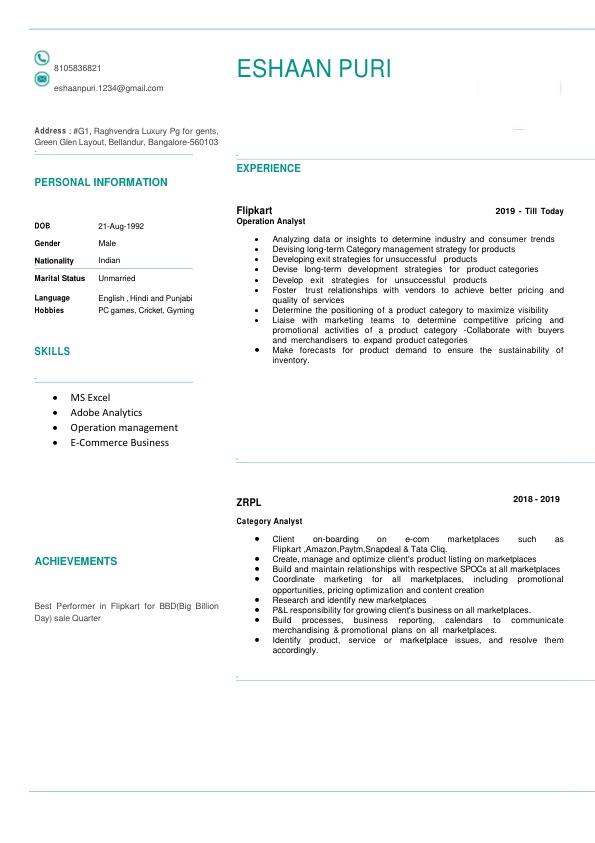 8105836821
eshaanpuri.1234@gmail.com
Address : #G1, Raghvendra Luxury Pg for gents,
Green Glen Layout, Bellandur, Bangalore-560103
PERSONAL INFORMATION
DOB 21-Aug-1992
Gender Male
Nationality Indian
Marital Status Unmarried
Language English , Hindi and Punjabi
Hobbies PC games, Cricket, Gyming
SKILLS
• MS Excel
• Adobe Analytics
• Operation management
• E-Commerce Business
ACHIEVEMENTS
Best Performer in Flipkart for BBD(Big Billion
Day) sale Quarter
ESHAAN PURI
EXPERIENCE
Flipkart 2019 - Till Today
Operation Analyst
• Analyzing data or insights to determine industry and consumer trends
• Devising long-term Category management strategy for products
• Developing exit strategies for unsuccessful products
• Devise long-term development strategies for product categories
• Develop exit strategies for unsuccessful products
• Foster trust relationships with vendors to achieve better pricing and
quality of services
• Determine the positioning of a product category to maximize visibility
• Liaise with marketing teams to determine competitive pricing and
promotional activities of a product category -Collaborate with buyers
and merchandisers to expand product categories
• Make forecasts for product demand to ensure the sustainability of
inventory.
ZRPL 2018 - 2019
Category Analyst
• Client on-boarding on e-com marketplaces such as
Flipkart ,Amazon,Paytm,Snapdeal & Tata Cliq.
• Create, manage and optimize client's product listing on marketplaces
• Build and maintain relationships with respective SPOCs at all marketplaces
• Coordinate marketing for all marketplaces, including promotional
opportunities, pricing optimization and content creation
• Research and identify new marketplaces
• P&L responsibility for growing client's business on all marketplaces.
• Build processes, business reporting, calendars to communicate
merchandising & promotional plans on all marketplaces.
• Identify product, service or marketplace issues, and resolve them
accordingly.